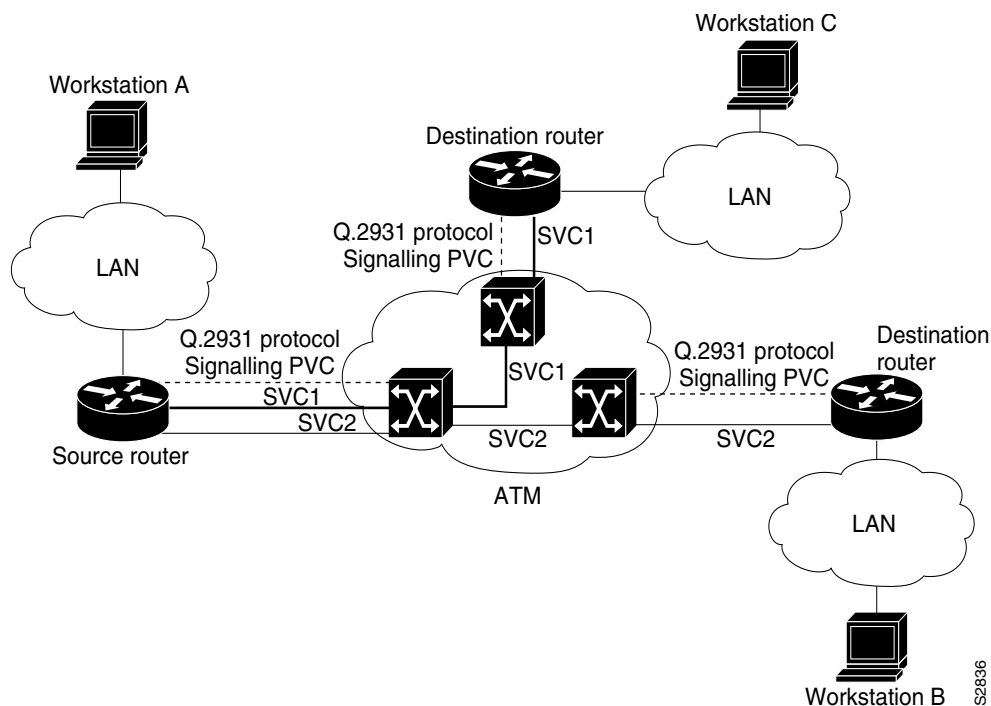 Workstation C
Workstation A
Destination router
LAN
Q.2931 protocol
Signalling PVC
SVC1
LAN
Q.2931 protocol
Signalling PVC
SVC1
Q.2931 protocol
Signalling PVC
Destination
router
SVC1
SVC2
SVC2
SVC2
Source router
ATM
LAN
Workstation B
S2836